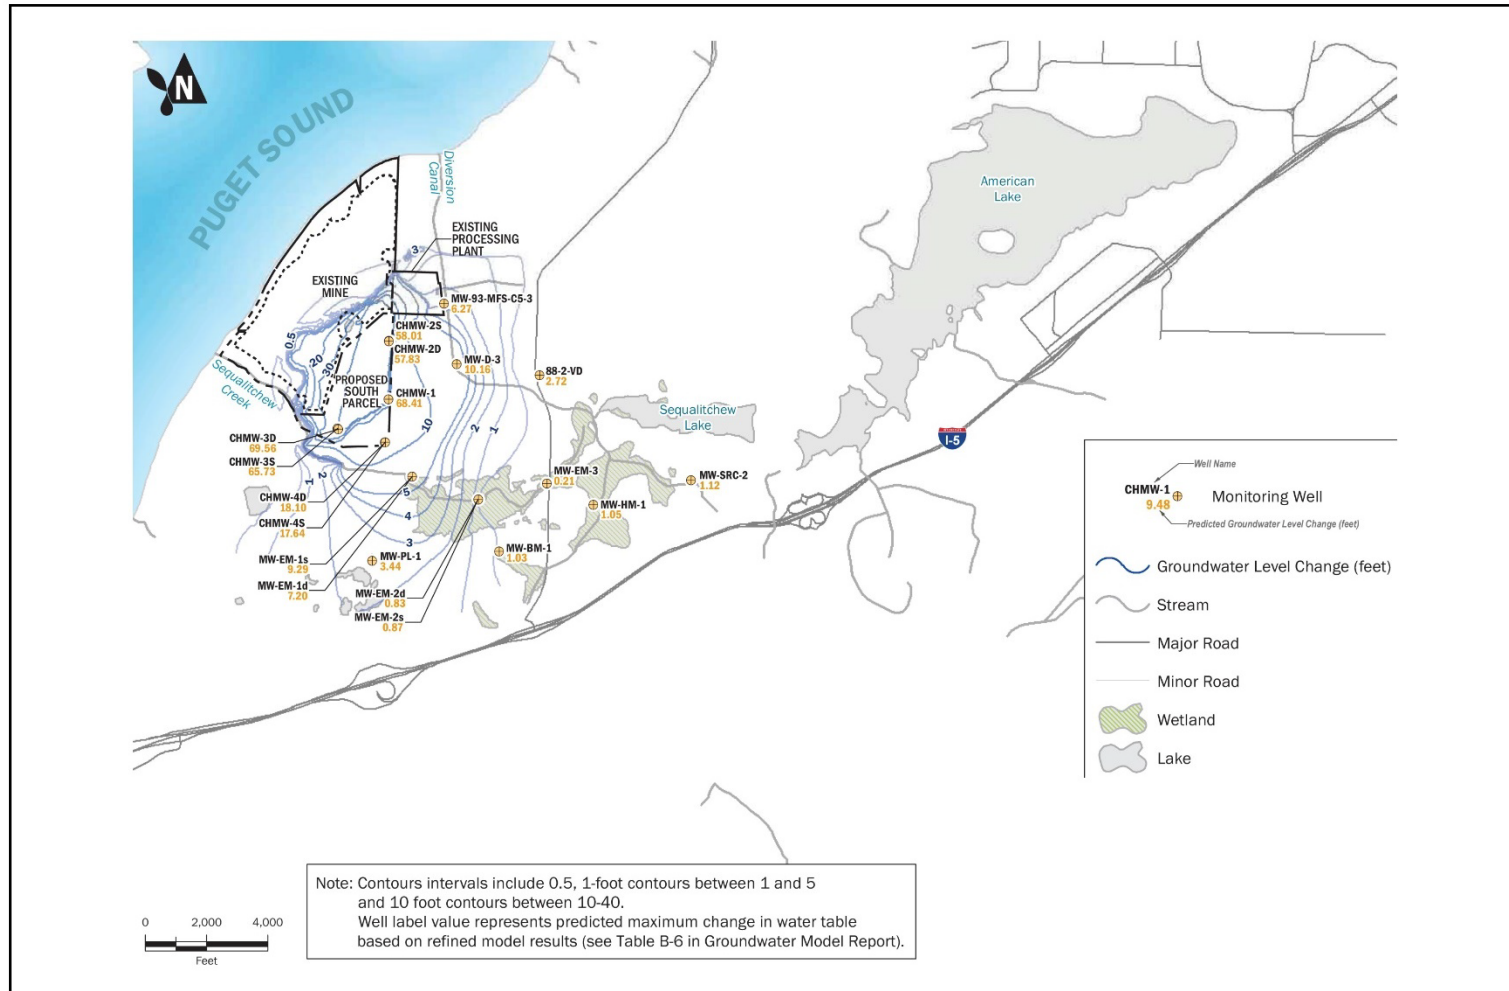 N
PUGET SOUND
Diversion
Canal
American
Lake
EXISTING
PROCESSING
PLANT
3
EXISTING
MINE
MW-93-MFS-C5-3
6.27
CHMW-2S
58.01
CHMW-2D
57.83
0.5
20
30
MW-D-3
10.16
88-2-VD
2.72
PROPOSED
SOUTH
PARCEL
Sequalitchew
Creek
CHMW-1
68.41
10
2
1
Sequalitchew
Lake
I-5
CHMW-3D
69.56
CHMW-3S
65.73
1
2
5
4
3
MW-EM-3
0.21
MW-SRC-2
1.12
MW-HM-1
1.05
CHMW-4D
18.10
CHMW-4S
17.64
MW-EM-1s
9.29
MW-PL-1
3.44
MW-BM-1
1.03
MW-EM-1d
7.20
MW-EM-2d
0.83
MW-EM-2s
0.87
Well Name
CHMW-1
9.48
Monitoring Well
Predicted Groundwater Level Change (feet)
Groundwater Level Change (feet)
Stream
Major Road
Minor Road
Wetland
Lake
Note: Contours intervals include 0.5, 1-foot contours between 1 and 5
and 10 foot contours between 10-40.
Well label value represents predicted maximum change in water table
based on refined model results (see Table B-6 in Groundwater Model Report).
0 2,000 4,000
Feet